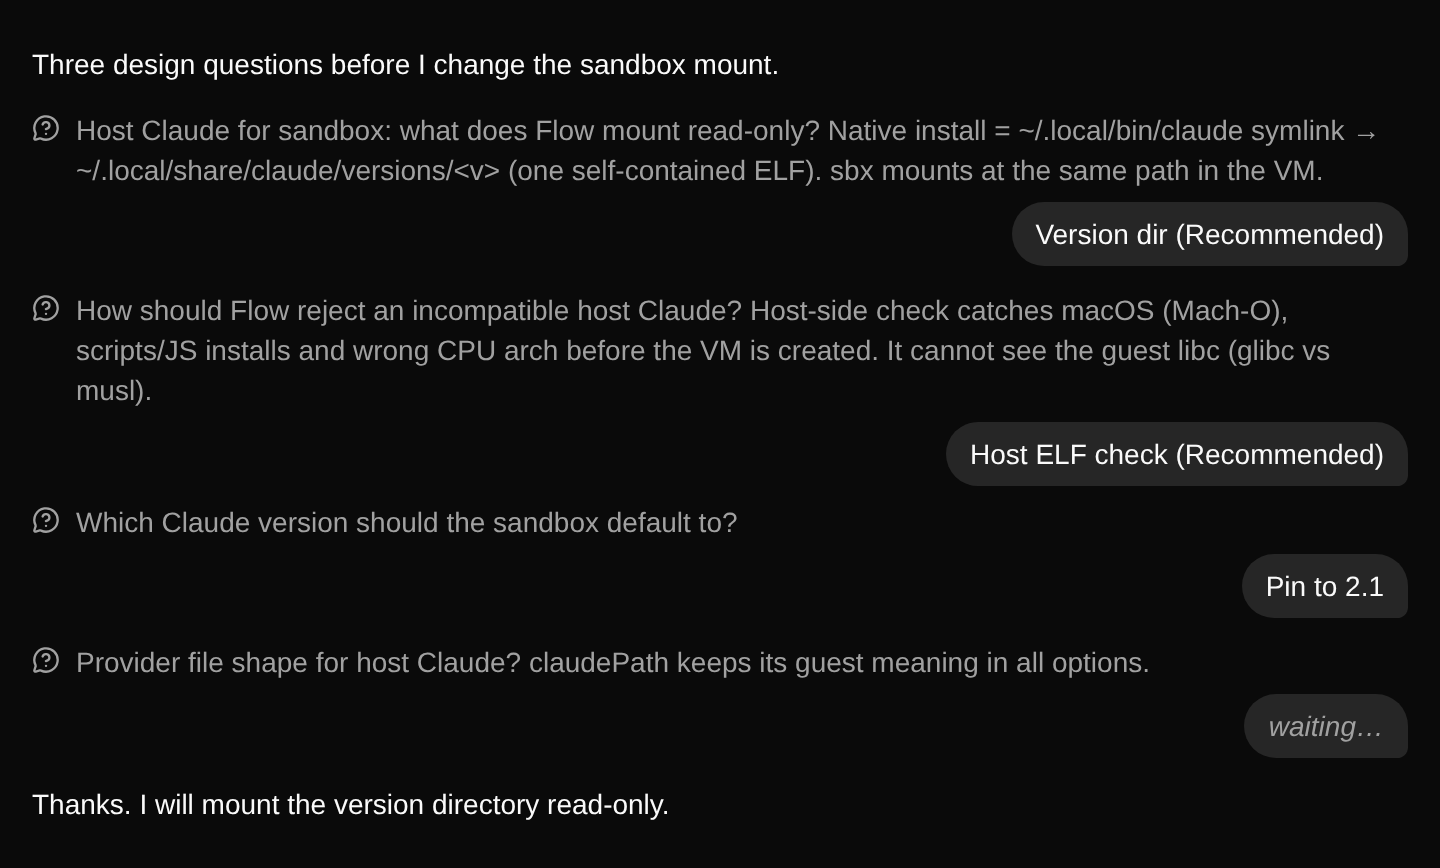 Three design questions before I change the sandbox mount.
Host Claude for sandbox: what does Flow mount read-only? Native install = ~/.local/bin/claude symlink →
~/.local/share/claude/versions/<v> (one self-contained ELF). sbx mounts at the same path in the VM.
Version dir (Recommended)
How should Flow reject an incompatible host Claude? Host-side check catches macOS (Mach-O),
scripts/JS installs and wrong CPU arch before the VM is created. It cannot see the guest libc (glibc vs
musl).
Host ELF check (Recommended)
Which Claude version should the sandbox default to?
Pin to 2.1
Provider file shape for host Claude? claudePath keeps its guest meaning in all options.
waiting…
Thanks. I will mount the version directory read-only.